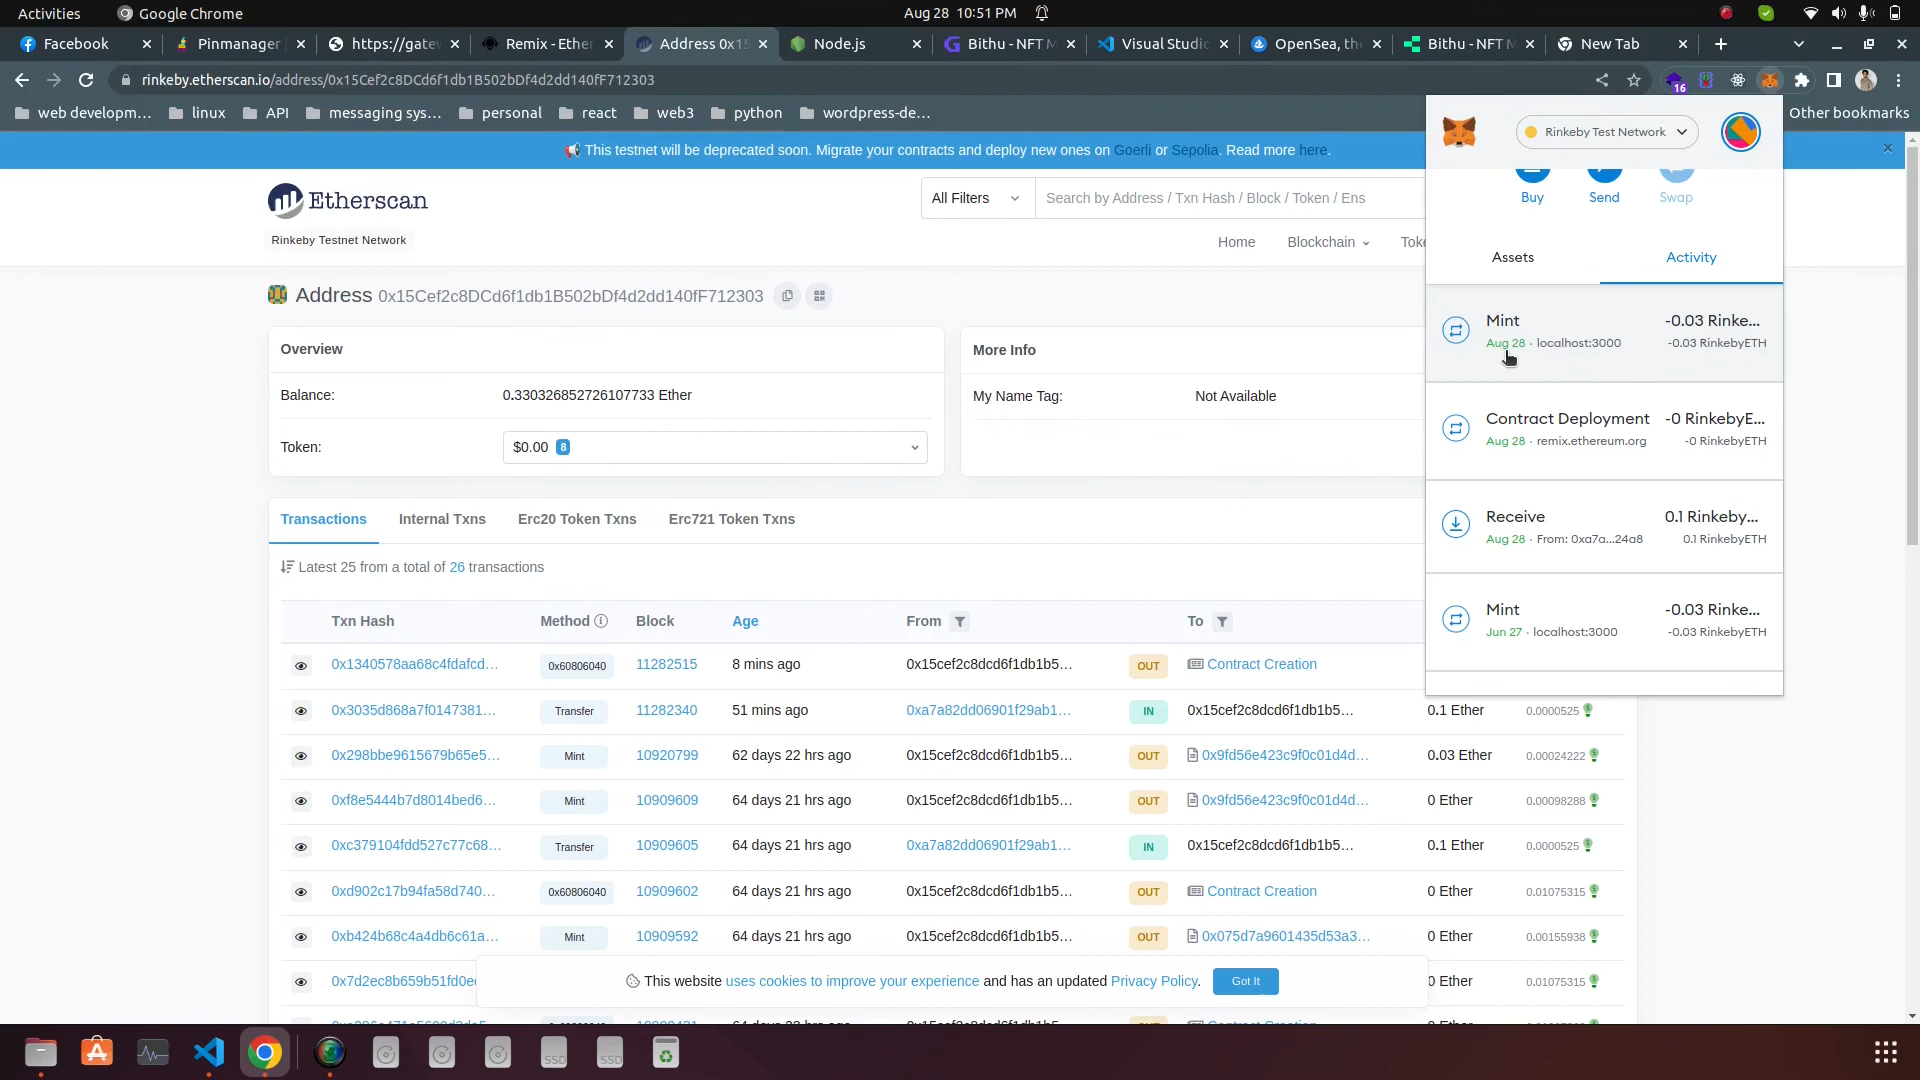 Activities
Google Chrome
Aug 28 10:51 PM
Facebook
Pinmanager
https://gatev
Remix - Ether
Address 0x15
Node.js
Bithu - NFT M
Visual Studio
OpenSea, the
Bithu - NFT M
New Tab
rinkeby.etherscan.io/address/0x15Cef2c8DCd6f1db1B502bDf4d2dd140fF712303
16
web developm...
linux
API
messaging sys...
personal
react
web3
python
wordpress-de...
Other bookmarks
This testnet will be deprecated soon. Migrate your contracts and deploy new ones on Goerli or Sepolia. Read more here.
Etherscan
Rinkeby Testnet Network
All Filters
Search by Address / Txn Hash / Block / Token / Ens
Home
Blockchain
Toke
Address 0x15Cef2c8DCd6f1db1B502bDf4d2dd140fF712303
Overview
Balance:
0.330326852726107733 Ether
Token:
$0.00 8
More Info
My Name Tag:
Not Available
Transactions
Internal Txns
Erc20 Token Txns
Erc721 Token Txns
Latest 25 from a total of 26 transactions
Txn Hash Method Block Age From To
0x1340578aa68c4fdafcd... 0x60806040 11282515 8 mins ago 0x15cef2c8dcd6f1db1b5... OUT Contract Creation
0x3035d868a7f0147381... Transfer 11282340 51 mins ago 0xa7a82dd06901f29ab1... IN 0x15cef2c8dcd6f1db1b5... 0.1 Ether 0.0000525
0x298bbe9615679b65e5... Mint 10920799 62 days 22 hrs ago 0x15cef2c8dcd6f1db1b5... OUT 0x9fd56e423c9f0c01d4d... 0.03 Ether 0.00024222
0xf8e5444b7d8014bed6... Mint 10909609 64 days 21 hrs ago 0x15cef2c8dcd6f1db1b5... OUT 0x9fd56e423c9f0c01d4d... 0 Ether 0.00098288
0xc379104fdd527c77c68... Transfer 10909605 64 days 21 hrs ago 0xa7a82dd06901f29ab1... IN 0x15cef2c8dcd6f1db1b5... 0.1 Ether 0.0000525
0xd902c17b94fa58d740... 0x60806040 10909602 64 days 21 hrs ago 0x15cef2c8dcd6f1db1b5... OUT Contract Creation 0 Ether 0.01075315
0xb424b68c4a4db6c61a... Mint 10909592 64 days 21 hrs ago 0x15cef2c8dcd6f1db1b5... OUT 0x075d7a9601435d53a3... 0 Ether 0.00155938
0x7d2ec8b659b51fd0e 0 Ether 0.01075315
This website uses cookies to improve your experience and has an updated Privacy Policy.
Got It
Rinkeby Test Network
Buy
Send
Swap
Assets
Activity
Mint -0.03 Rinke...
Aug 28 · localhost:3000 -0.03 RinkebyETH
Contract Deployment -0 RinkebyE...
Aug 28 · remix.ethereum.org -0 RinkebyETH
Receive 0.1 Rinkeby...
Aug 28 · From: 0xa7a...24a8 0.1 RinkebyETH
Mint -0.03 Rinke...
Jun 27 · localhost:3000 -0.03 RinkebyETH
SSD
SSD